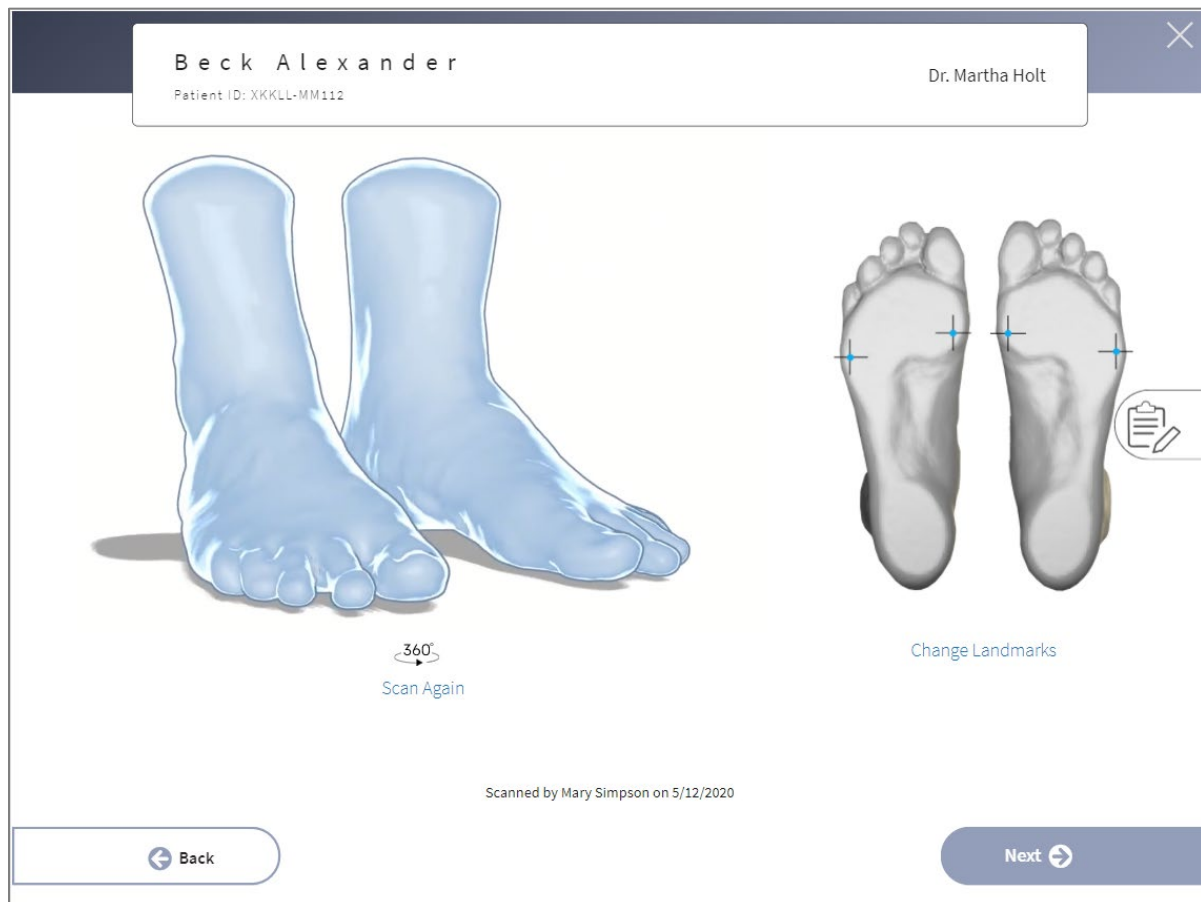 Beck Alexander
Patient ID: XKKLL-MM112
Dr. Martha Holt
360°
Scan Again
Change Landmarks
Scanned by Mary Simpson on 5/12/2020
Back
Next